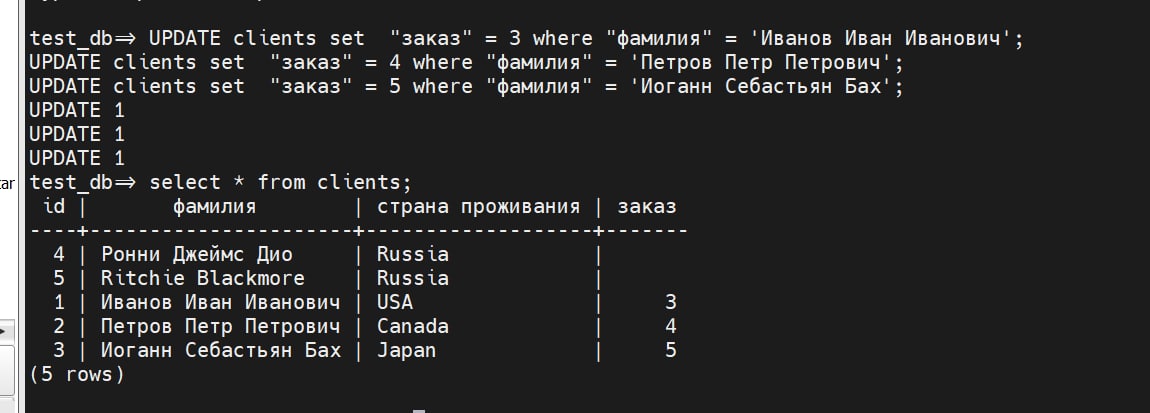 test_db=> UPDATE clients set  "заказ" = 3 where "фамилия" = 'Иванов Иван Иванович';
UPDATE clients set  "заказ" = 4 where "фамилия" = 'Петров Петр Петрович';
UPDATE clients set  "заказ" = 5 where "фамилия" = 'Иоганн Себастьян Бах';
UPDATE 1
UPDATE 1
UPDATE 1
test_db=> select * from clients;
 id |       фамилия        | страна проживания | заказ
----+----------------------+-------------------+-------
  4 | Ронни Джеймс Дио     | Russia            |
  5 | Ritchie Blackmore    | Russia            |
  1 | Иванов Иван Иванович | USA               |     3
  2 | Петров Петр Петрович | Canada            |     4
  3 | Иоганн Себастьян Бах | Japan             |     5
(5 rows)